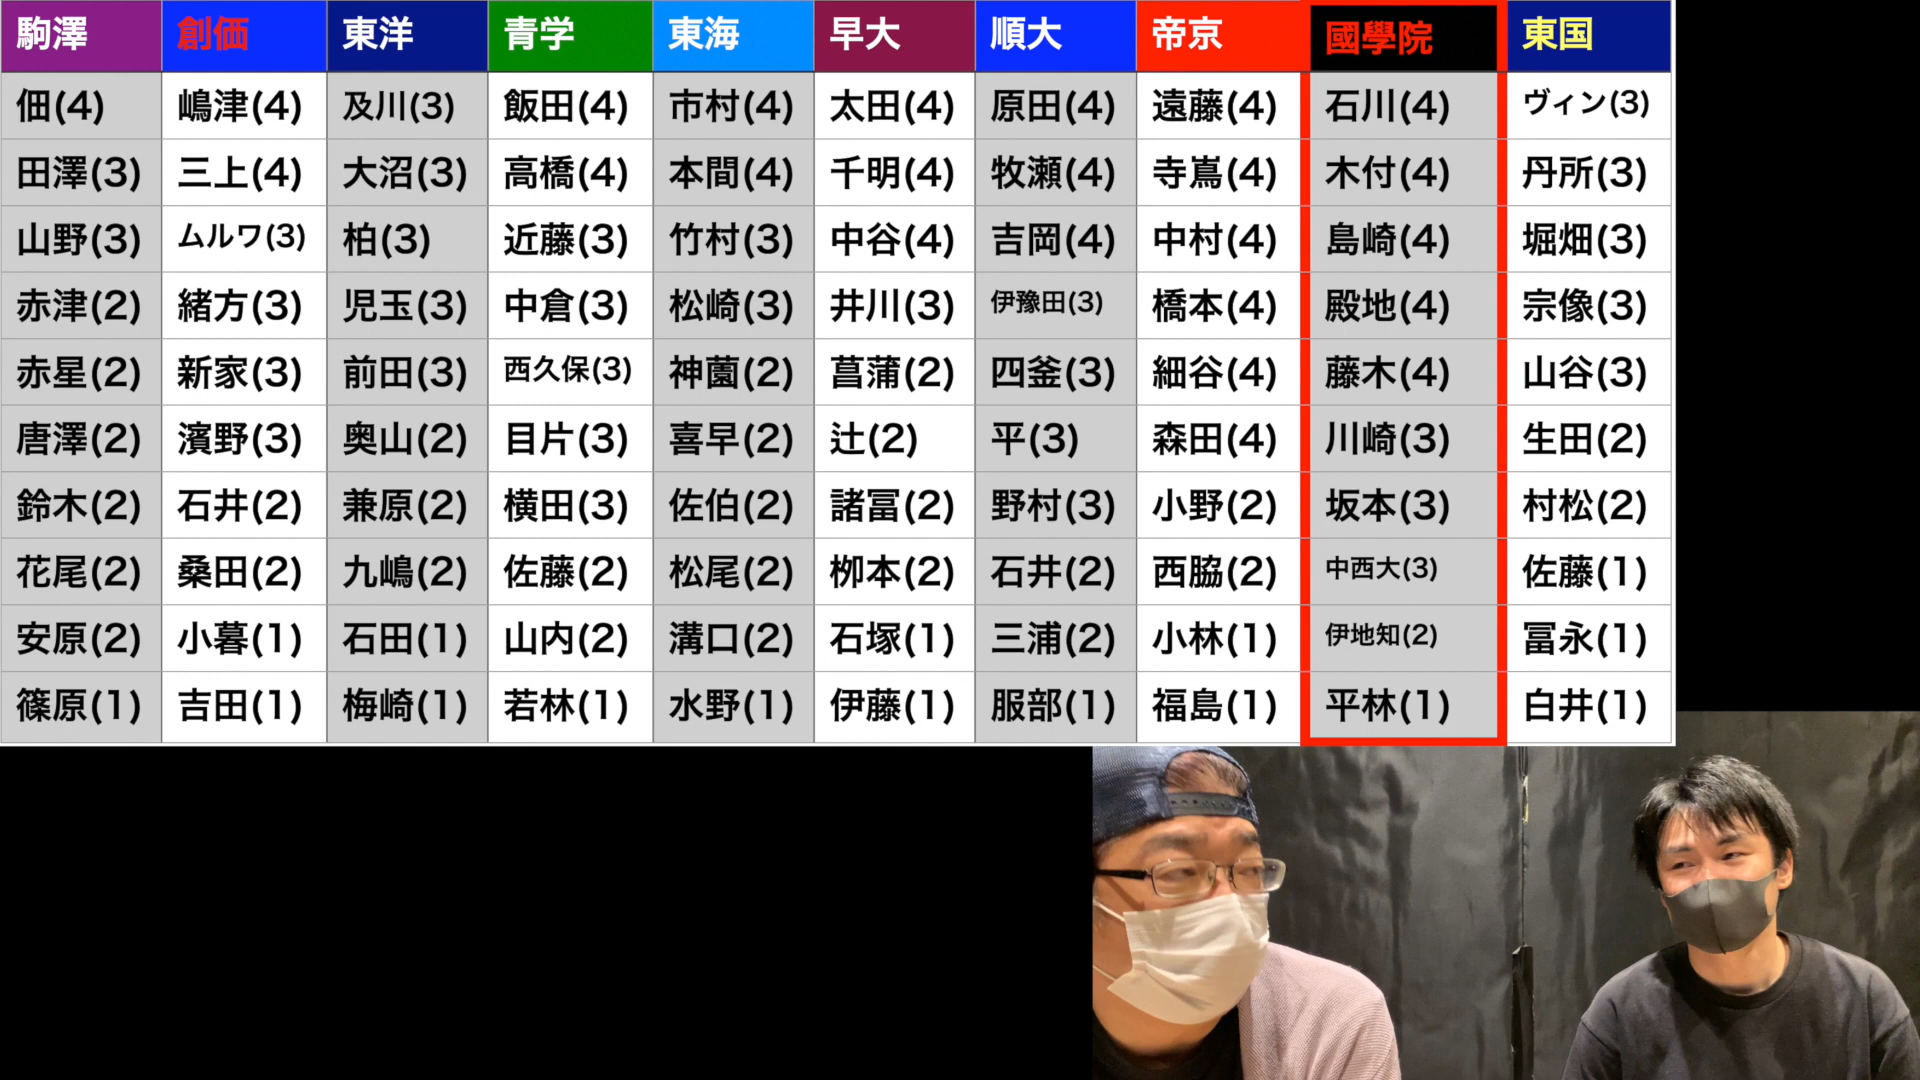 駒澤 創価 東洋 青学 東海 早大 順大 帝京 國學院 東国
佃(4) 嶋津(4) 及川(3) 飯田(4) 市村(4) 太田(4) 原田(4) 遠藤(4) 石川(4) ヴィン(3)
田澤(3) 三上(4) 大沼(3) 高橋(4) 本間(4) 千明(4) 牧瀬(4) 寺嶌(4) 木付(4) 丹所(3)
山野(3) ムルワ(3) 柏(3) 近藤(3) 竹村(3) 中谷(4) 吉岡(4) 中村(4) 島崎(4) 堀畑(3)
赤津(2) 緒方(3) 児玉(3) 中倉(3) 松崎(3) 井川(3) 伊豫田(3) 橋本(4) 殿地(4) 宗像(3)
赤星(2) 新家(3) 前田(3) 西久保(3) 神薗(2) 菖蒲(2) 四釜(3) 細谷(4) 藤木(4) 山谷(3)
唐澤(2) 濱野(3) 奥山(2) 目片(3) 喜早(2) 辻(2) 平(3) 森田(4) 川崎(3) 生田(2)
鈴木(2) 石井(2) 兼原(2) 横田(3) 佐伯(2) 諸冨(2) 野村(3) 小野(2) 坂本(3) 村松(2)
花尾(2) 桑田(2) 九嶋(2) 佐藤(2) 松尾(2) 栁本(2) 石井(2) 西脇(2) 中西大(3) 佐藤(1)
安原(2) 小暮(1) 石田(1) 山内(2) 溝口(2) 石塚(1) 三浦(2) 小林(1) 伊地知(2) 冨永(1)
篠原(1) 吉田(1) 梅崎(1) 若林(1) 水野(1) 伊藤(1) 服部(1) 福島(1) 平林(1) 白井(1)